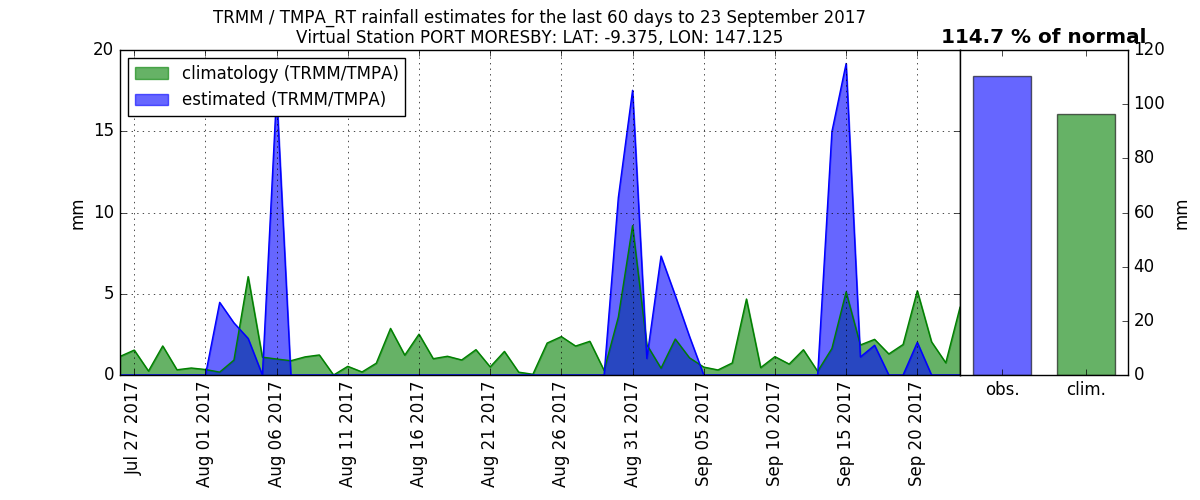 TRMM / TMPA_RT rainfall estimates for the last 60 days to 23 September 2017
Virtual Station PORT MORESBY: LAT: -9.375, LON: 147.125
114.7 % of normal
climatology (TRMM/TMPA)
estimated (TRMM/TMPA)
20
15
10
5
0
mm
120
100
80
60
40
20
0
mm
Jul 27 2017
Aug 01 2017
Aug 06 2017
Aug 11 2017
Aug 16 2017
Aug 21 2017
Aug 26 2017
Aug 31 2017
Sep 05 2017
Sep 10 2017
Sep 15 2017
Sep 20 2017
obs.
clim.